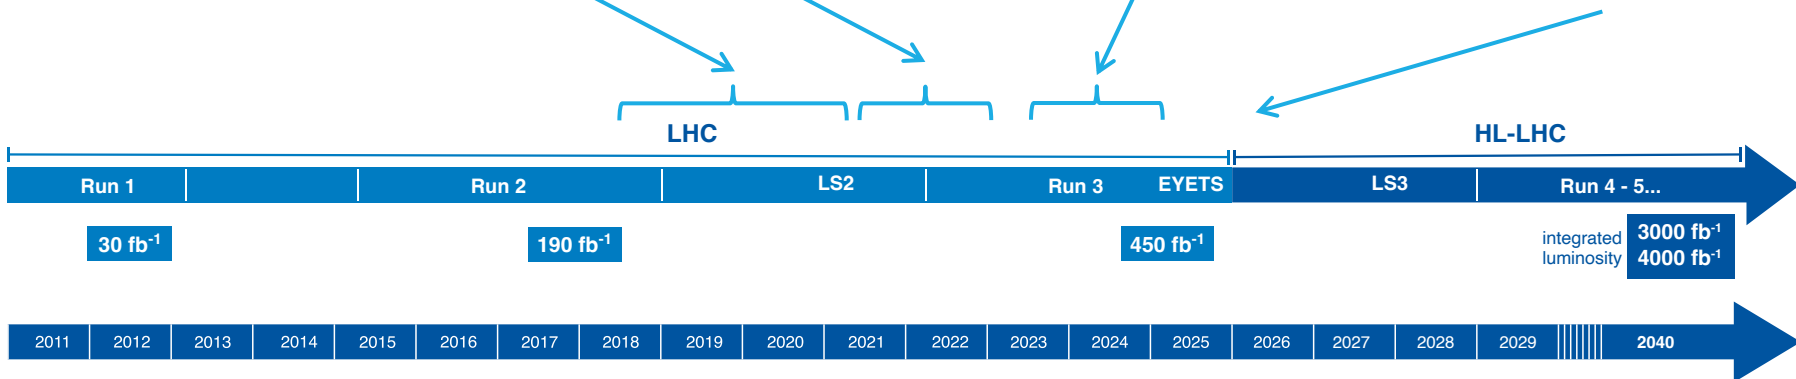 LHC
HL-LHC
Run 1
Run 2
LS2
Run 3
EYETS
LS3
Run 4 - 5...
30 fb-1
190 fb-1
450 fb-1
integrated
luminosity
3000 fb-1
4000 fb-1
2011 2012 2013 2014 2015 2016 2017 2018 2019 2020 2021 2022 2023 2024 2025 2026 2027 2028 2029 2040